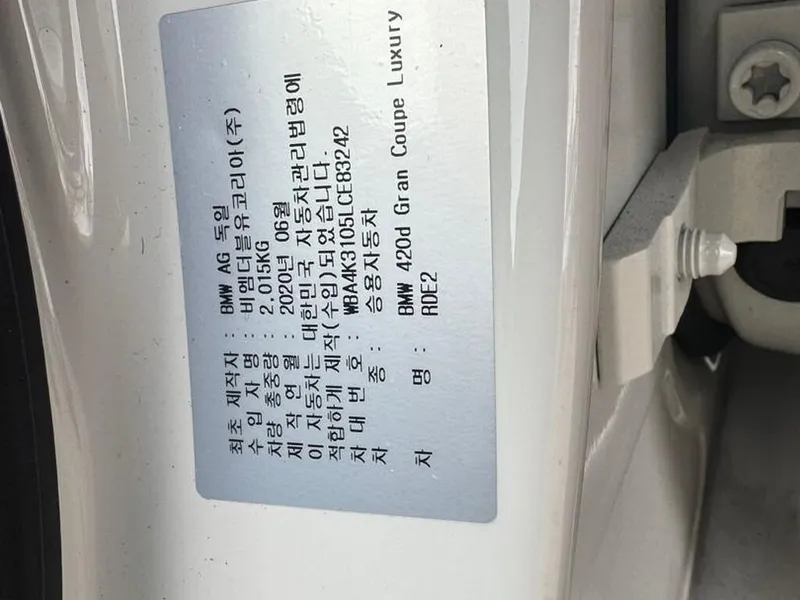 최초 제작자 : BMW AG 독일
수입자명 : 비엠더블유코리아(주)
차량 총중량 : 2,015KG
제작연월 : 2020년 06월
이 자동차는 대한민국 자동차관리법령에
적합하게 제작(수입)되었습니다.
차대번호 : WBA4K3105LCE83242
차 종 : 승용자동차
차 명 : BMW 420d Gran Coupe Luxury
RDE2